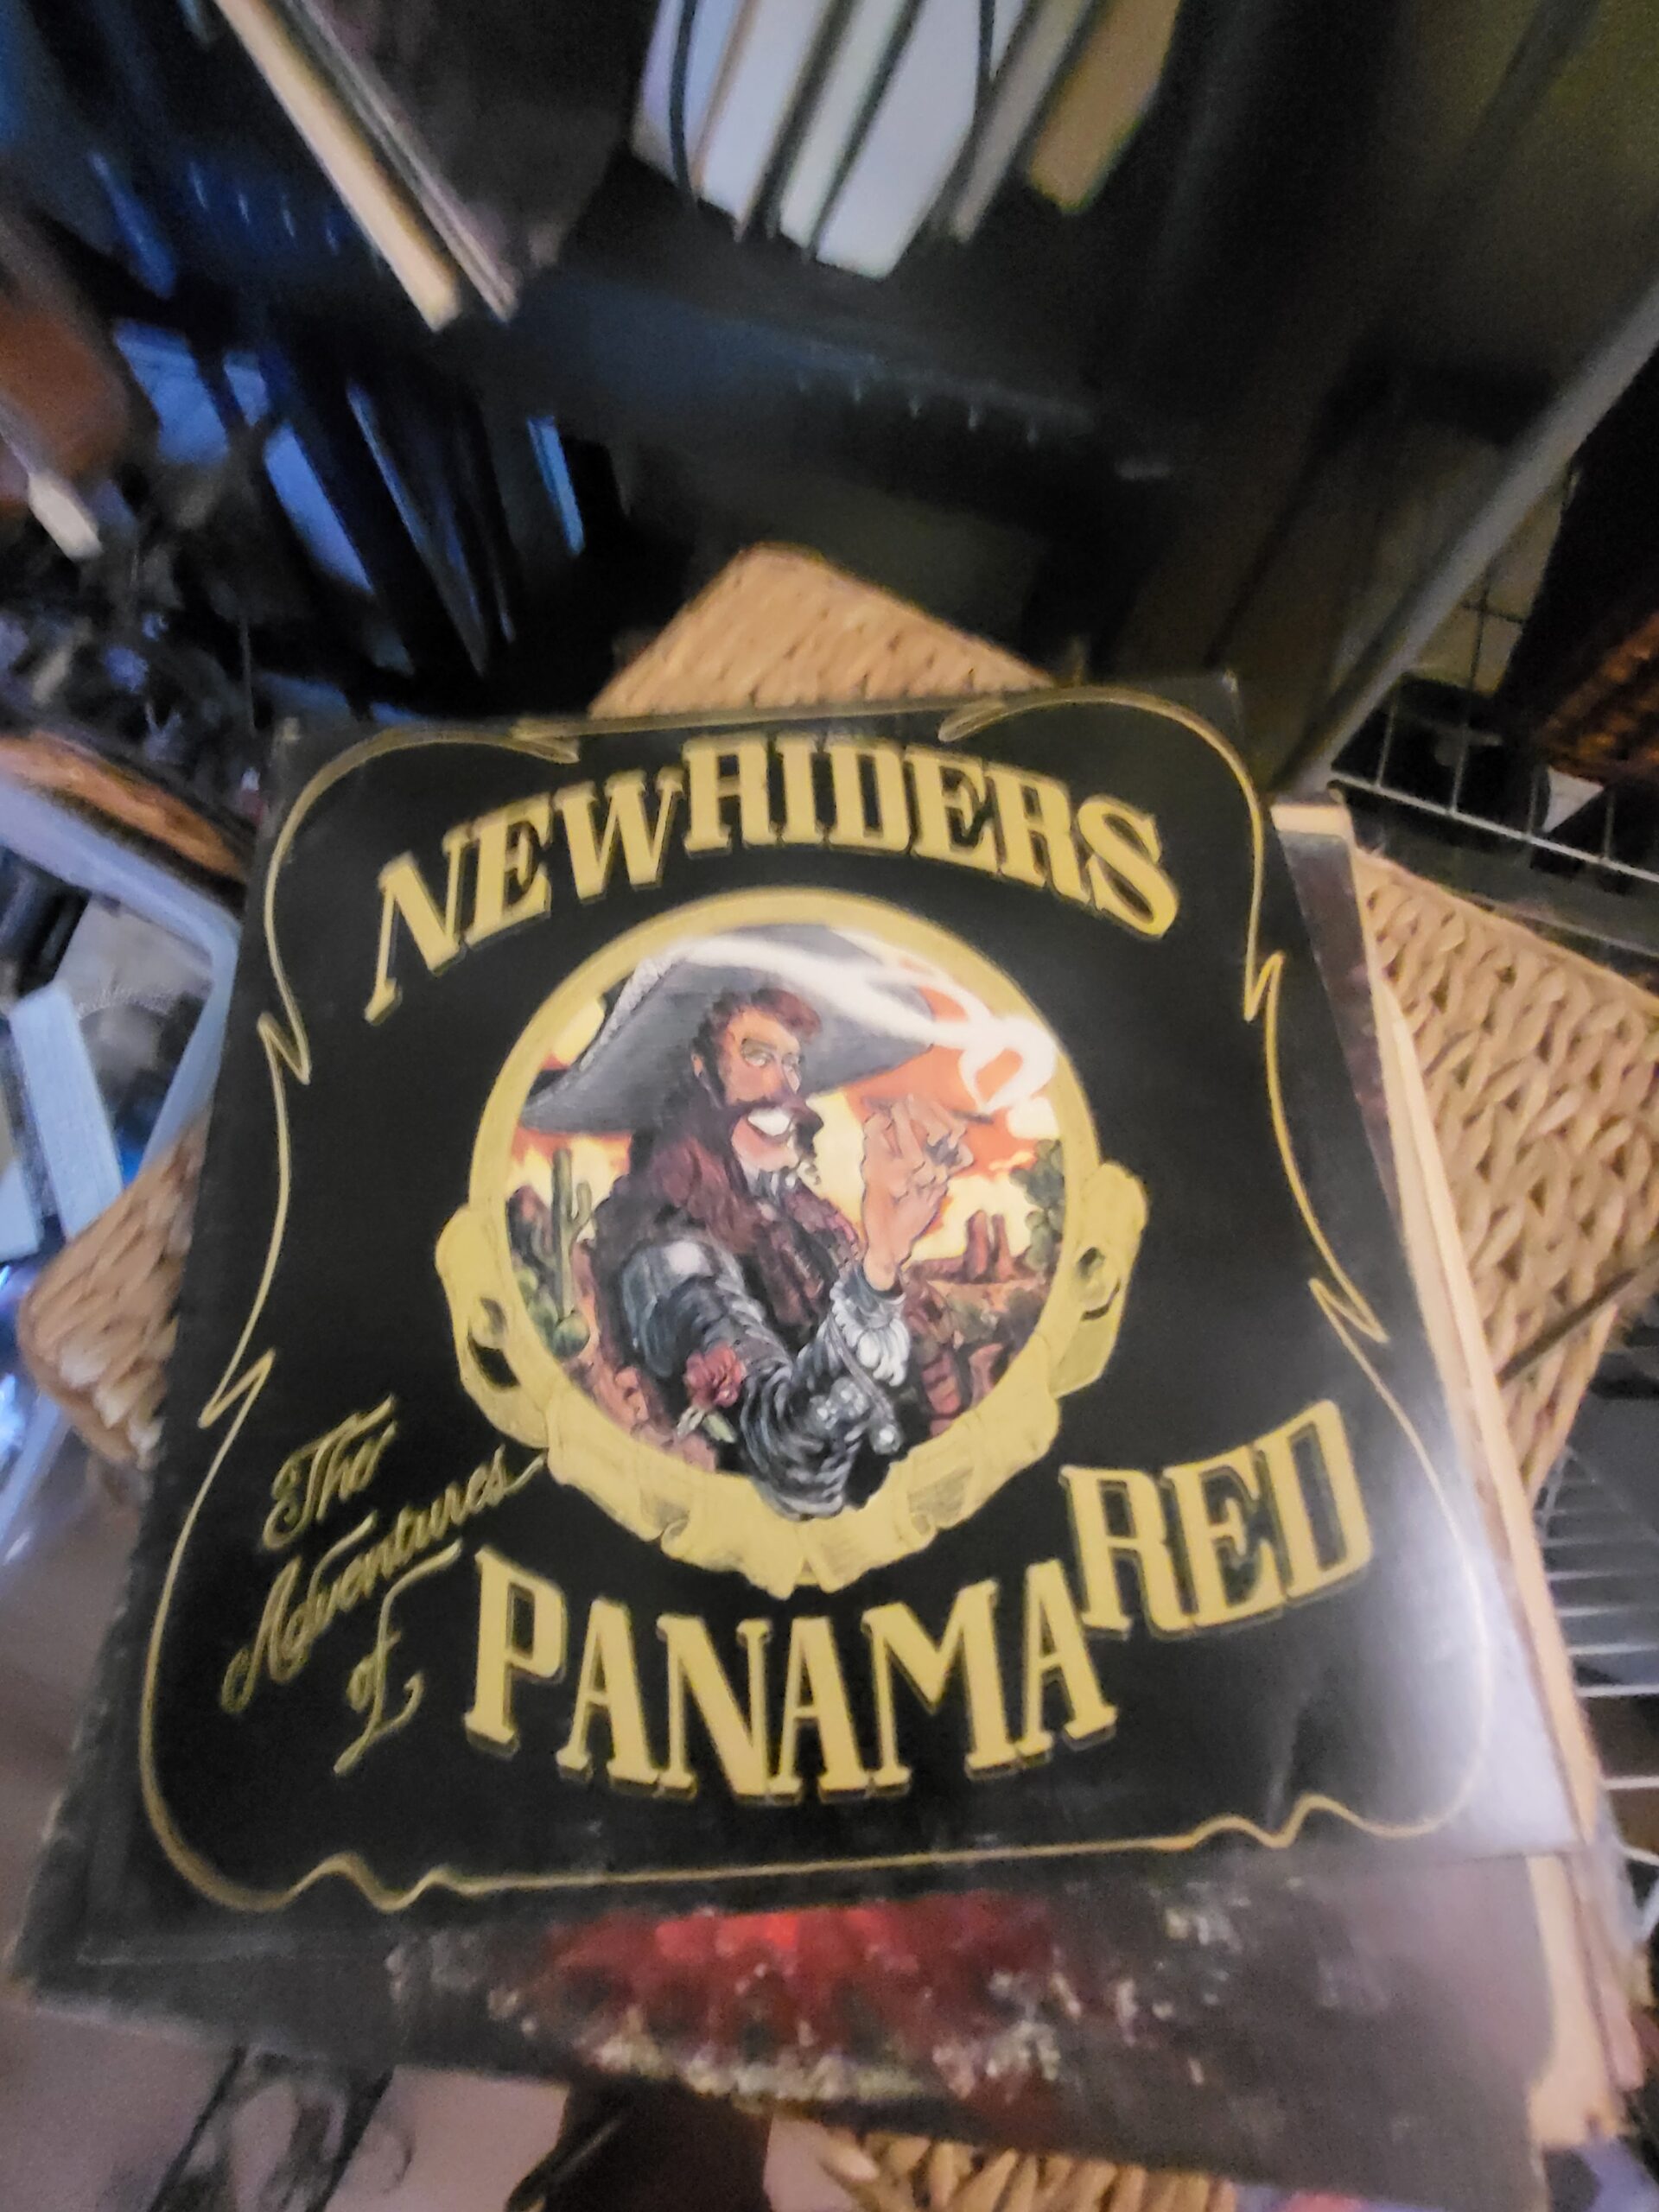 NEW RIDERS
The
Adventures
of
PANAMA RED